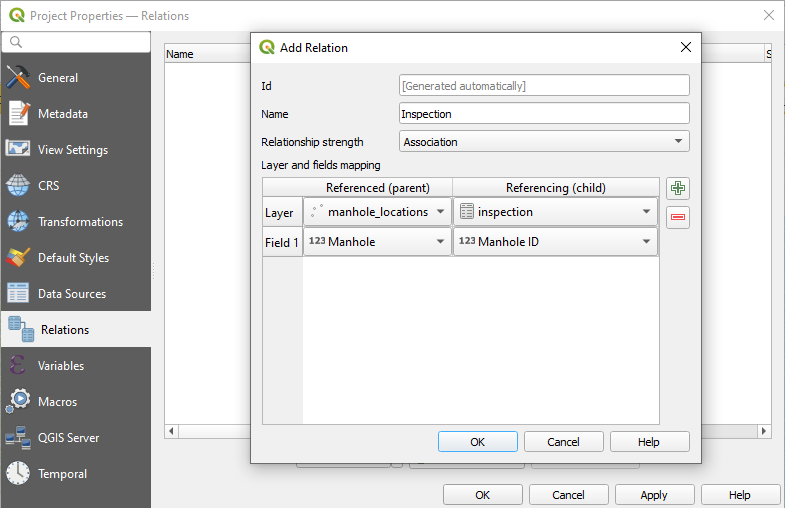 Project Properties — Relations
Name
S
General
Metadata
View Settings
CRS
Transformations
Default Styles
Data Sources
Relations
Variables
Macros
QGIS Server
Temporal
Add Relation
Id [Generated automatically]
Name Inspection
Relationship strength Association
Layer and fields mapping
Referenced (parent) Referencing (child)
Layer manhole_locations inspection
Field 1 123 Manhole 123 Manhole ID
OK Cancel Help
OK Cancel Apply Help